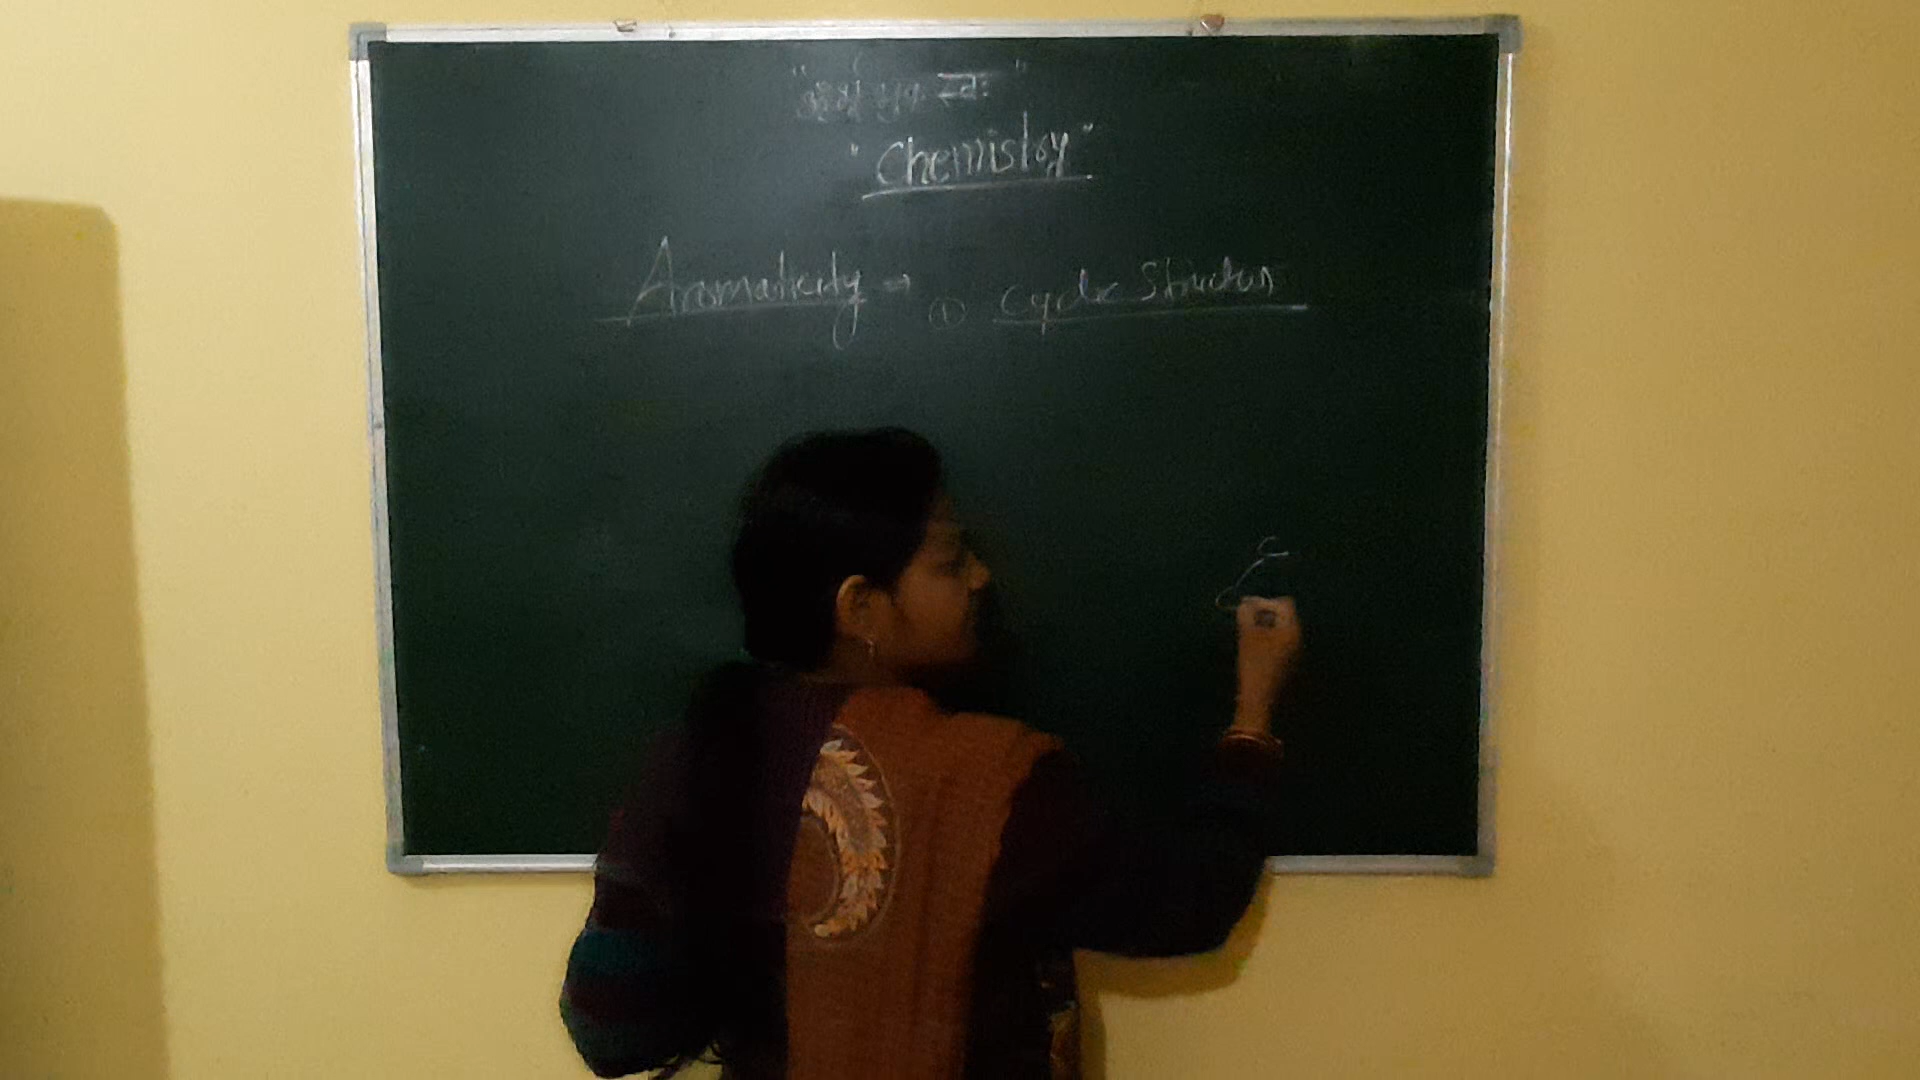 "ॐ भूर्भुवः स्वः"
"Chemistry"
Aromaticity → ① Cyclic Structure
C
C